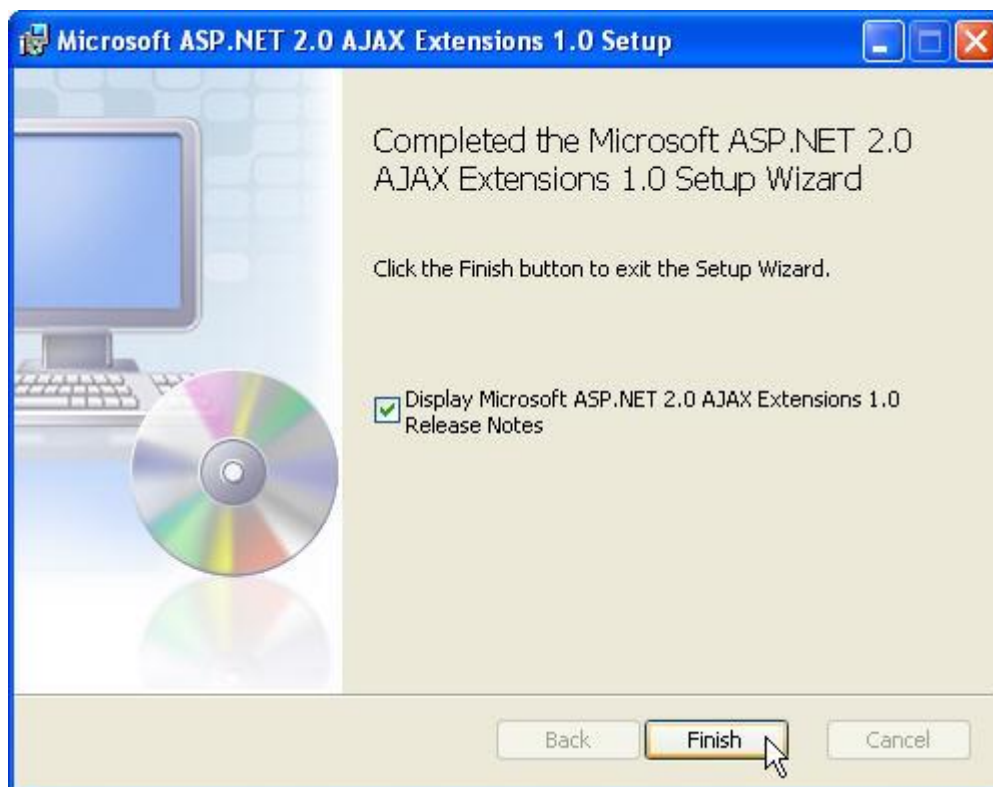 Microsoft ASP.NET 2.0 AJAX Extensions 1.0 Setup
Completed the Microsoft ASP.NET 2.0
AJAX Extensions 1.0 Setup Wizard
Click the Finish button to exit the Setup Wizard.
Display Microsoft ASP.NET 2.0 AJAX Extensions 1.0
Release Notes
Back Finish Cancel